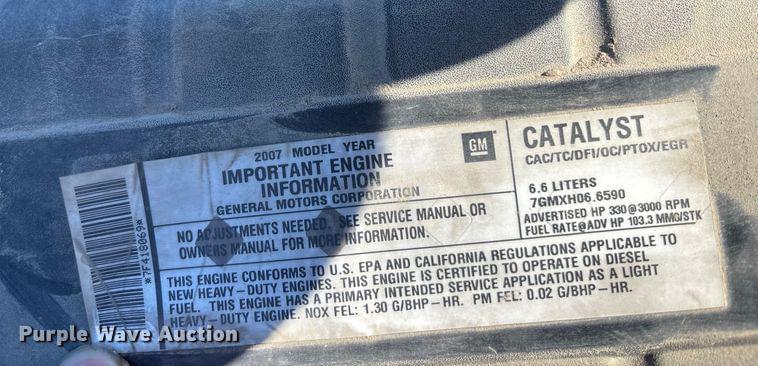 2007 MODEL YEAR
IMPORTANT ENGINE
INFORMATION
GENERAL MOTORS CORPORATION
GM
NO ADJUSTMENTS NEEDED. SEE SERVICE MANUAL OR
OWNERS MANUAL FOR MORE INFORMATION.
CATALYST
CAC/TC/DFI/OC/PTOX/EGR
6.6 LITERS
7GMXH06.6590
ADVERTISED HP 330@3000 RPM
FUEL RATE@ADV HP 103.3 MMQ/STK
THIS ENGINE CONFORMS TO U.S. EPA AND CALIFORNIA REGULATIONS APPLICABLE TO
NEW HEAVY-DUTY ENGINES. THIS ENGINE IS CERTIFIED TO OPERATE ON DIESEL
FUEL. THIS ENGINE HAS A PRIMARY INTENDED SERVICE APPLICATION AS A LIGHT
HEAVY-DUTY ENGINE. NOX FEL: 1.30 G/BHP-HR. PM FEL: 0.02 G/BHP-HR.
*7F418069*
Purple Wave Auction